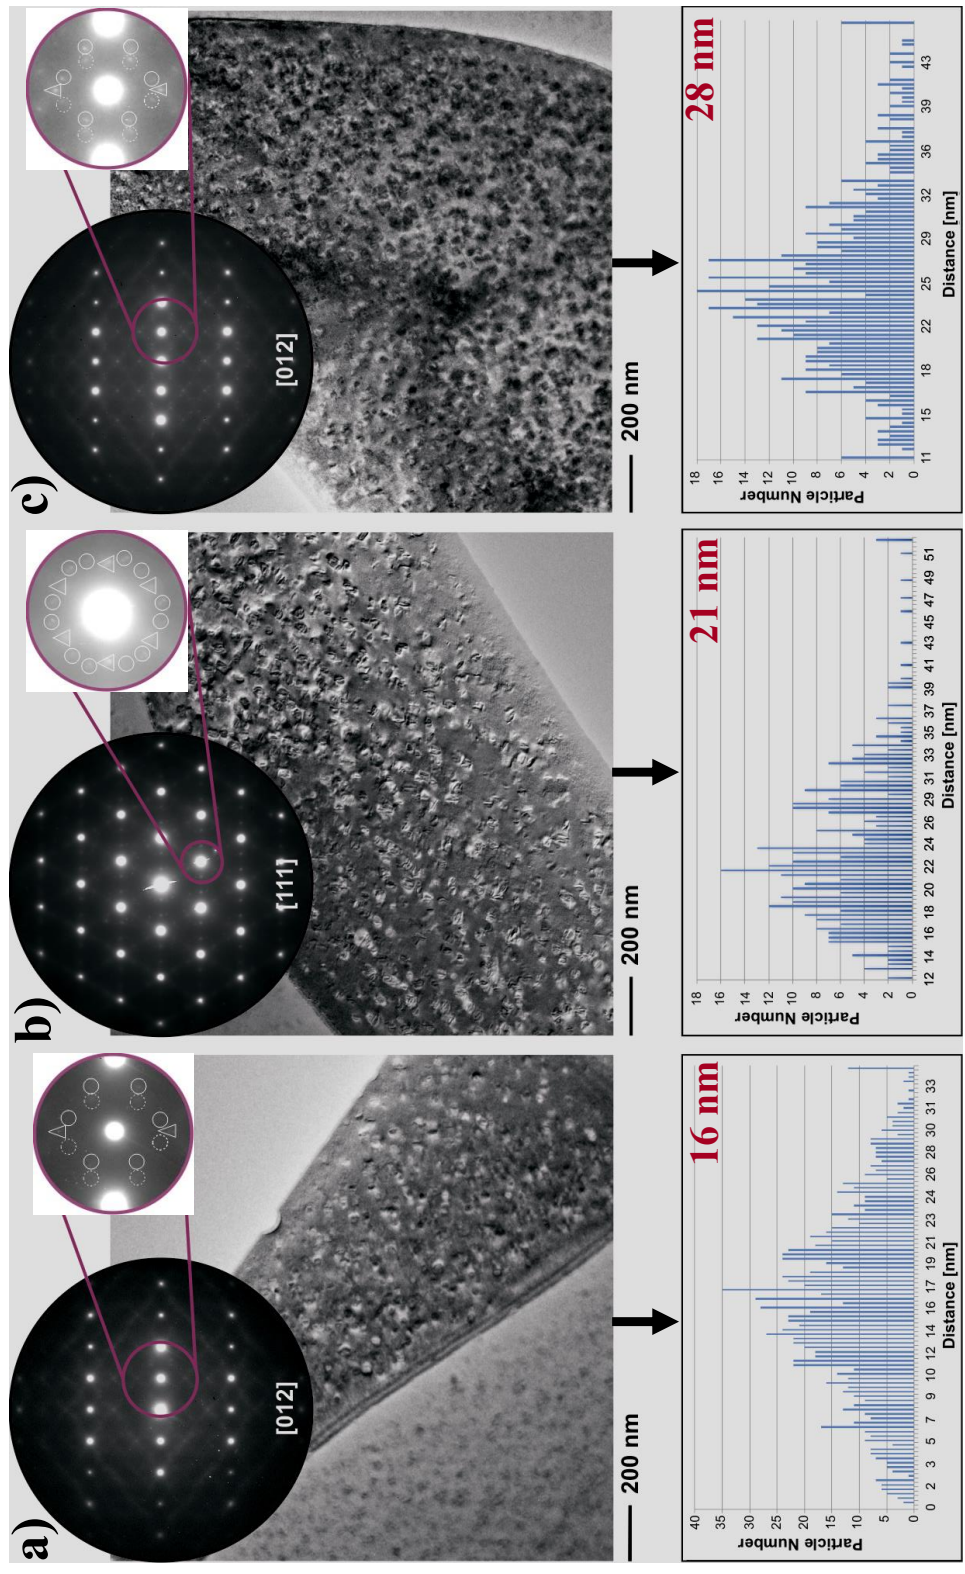 a)
[012]
200 nm
16 nm
Particle Number
40
35
30
25
20
15
10
5
0
0 2 3 5 7 9 10 12 14 16 17 19 21 23 24 26 28 30 31 33
Distance [nm]
b)
[111]
200 nm
21 nm
Particle Number
18
16
14
12
10
8
6
4
2
0
12 14 16 18 20 22 24 26 29 31 33 35 37 39 41 43 45 47 49 51
Distance [nm]
c)
[012]
200 nm
28 nm
Particle Number
18
16
14
12
10
8
6
4
2
0
11 15 18 22 25 29 32 36 39 43
Distance [nm]